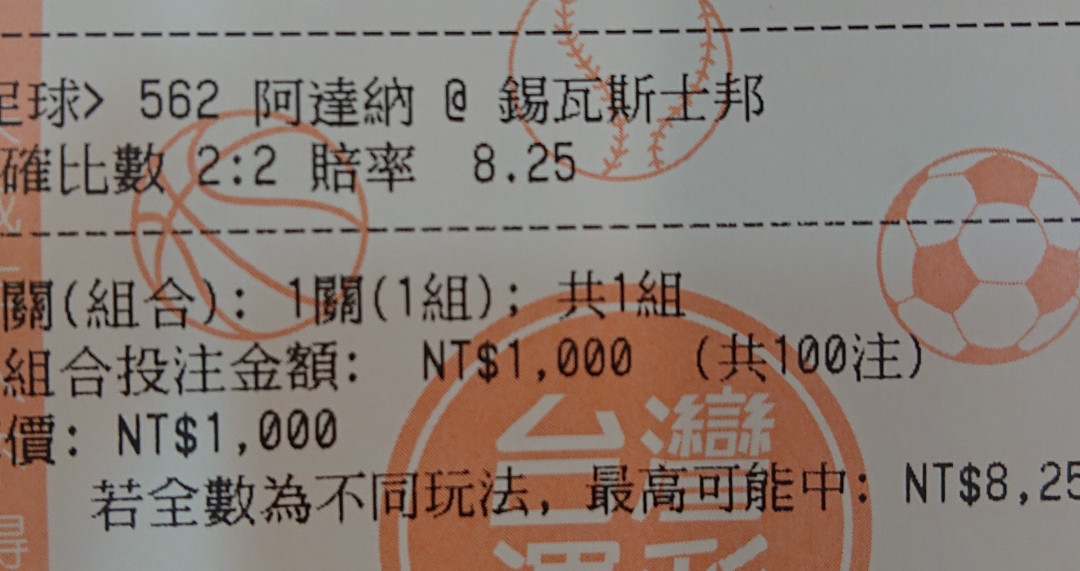 足球> 562 阿達納 @ 錫瓦斯士邦
確比數 2:2 賠率 8.25
關(組合): 1關(1組); 共1組
組合投注金額: NT$1,000 (共100注)
價: NT$1,000
若全數為不同玩法, 最高可能中: NT$8,25
台灣
運彩